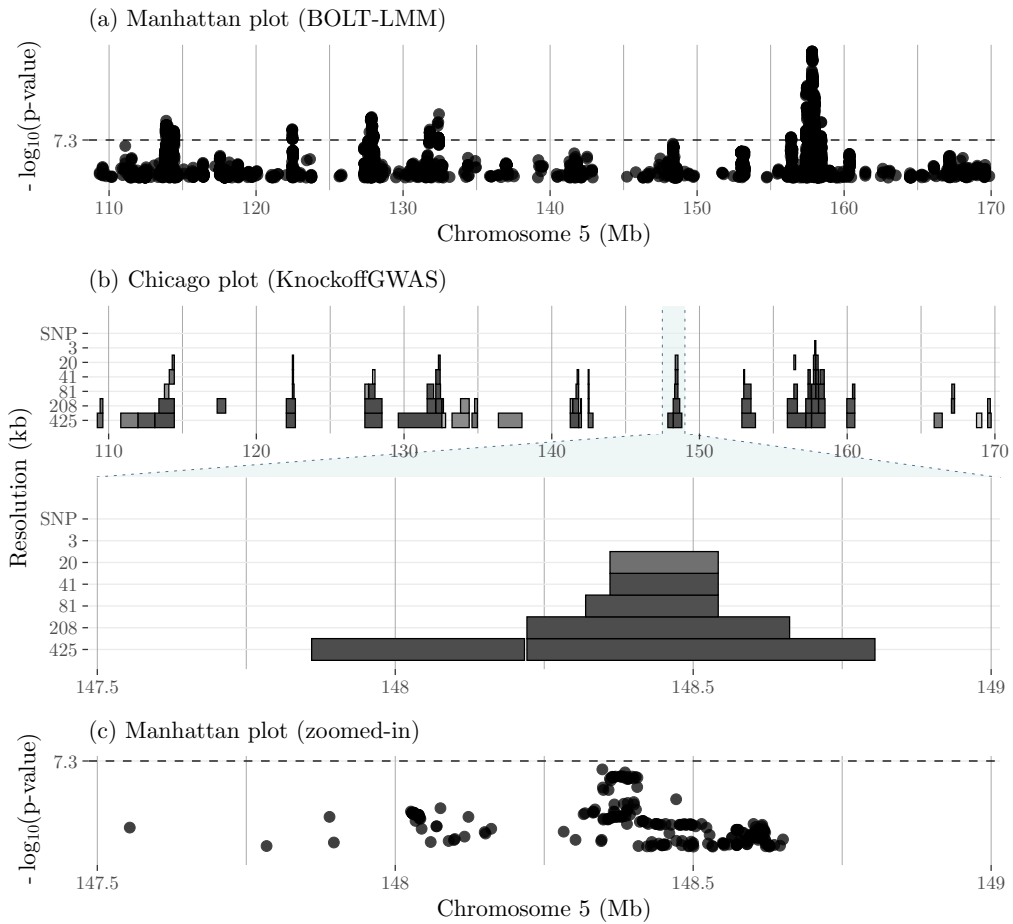 (a) Manhattan plot (BOLT-LMM)
- log10(p-value)
7.3
110 120 130 140 150 160 170
Chromosome 5 (Mb)
(b) Chicago plot (KnockoffGWAS)
Resolution (kb)
SNP
3
20
41
81
208
425
110 120 130 140 150 160 170
SNP
3
20
41
81
208
425
147.5 148 148.5 149
(c) Manhattan plot (zoomed-in)
- log10(p-value)
7.3
147.5 148 148.5 149
Chromosome 5 (Mb)